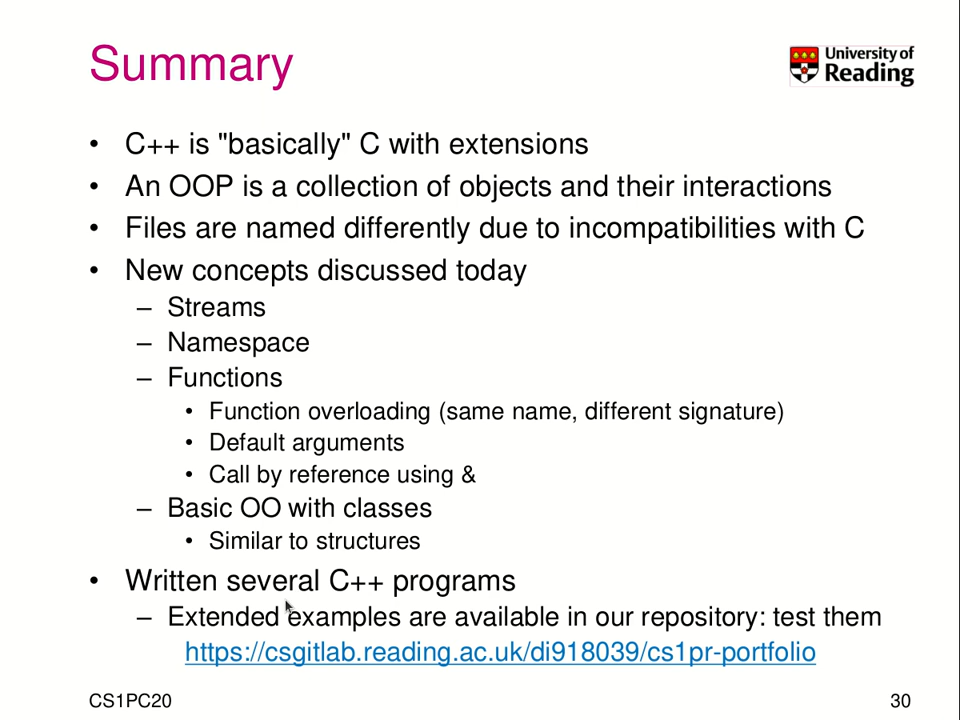 Summary
University of
Reading
• C++ is "basically" C with extensions
• An OOP is a collection of objects and their interactions
• Files are named differently due to incompatibilities with C
• New concepts discussed today
– Streams
– Namespace
– Functions
• Function overloading (same name, different signature)
• Default arguments
• Call by reference using &
– Basic OO with classes
• Similar to structures
• Written several C++ programs
– Extended examples are available in our repository: test them
https://csgitlab.reading.ac.uk/di918039/cs1pr-portfolio
CS1PC20
30